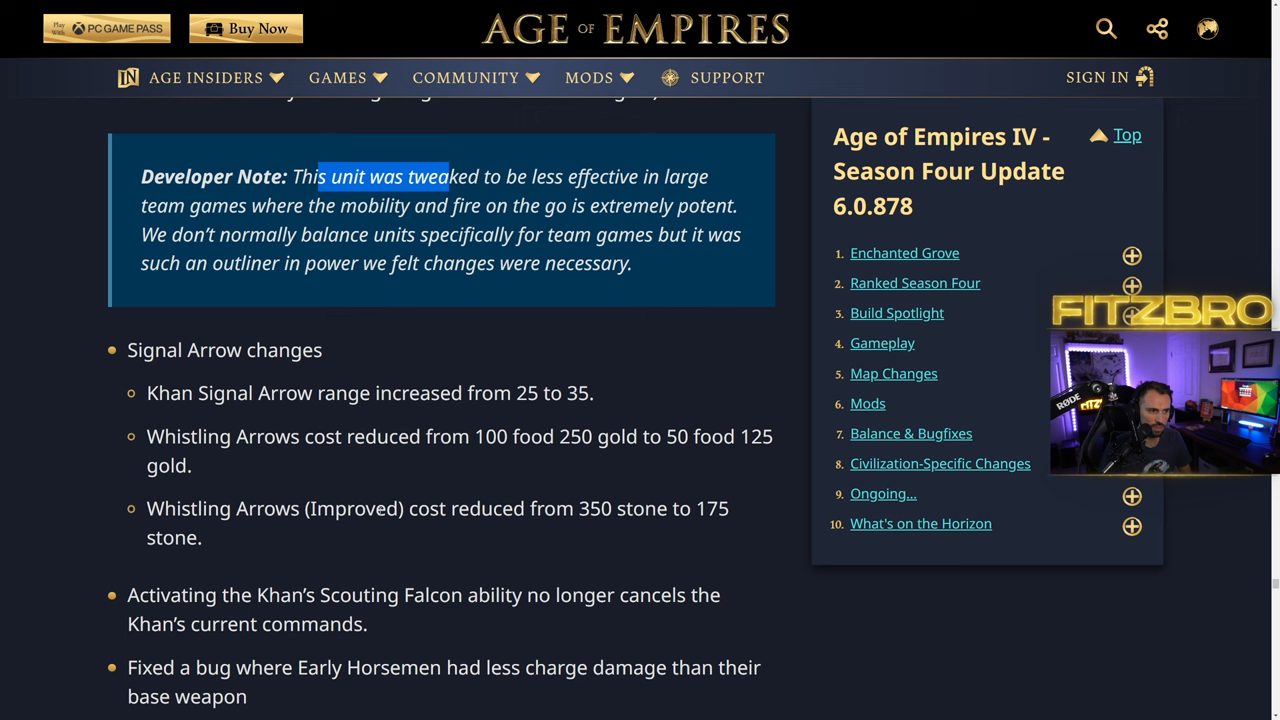 Play With XBOX PC GAME PASS
Buy Now
AGE OF EMPIRES
IN AGE INSIDERS
GAMES
COMMUNITY
MODS
SUPPORT
SIGN IN
Developer Note: This unit was tweaked to be less effective in large
team games where the mobility and fire on the go is extremely potent.
We don’t normally balance units specifically for team games but it was
such an outliner in power we felt changes were necessary.
Signal Arrow changes
Khan Signal Arrow range increased from 25 to 35.
Whistling Arrows cost reduced from 100 food 250 gold to 50 food 125
gold.
Whistling Arrows (Improved) cost reduced from 350 stone to 175
stone.
Activating the Khan’s Scouting Falcon ability no longer cancels the
Khan’s current commands.
Fixed a bug where Early Horsemen had less charge damage than their
base weapon
Age of Empires IV -
Season Four Update
6.0.878
Top
1. Enchanted Grove
2. Ranked Season Four
3. Build Spotlight
4. Gameplay
5. Map Changes
6. Mods
7. Balance & Bugfixes
8. Civilization-Specific Changes
9. Ongoing...
10. What's on the Horizon
FITZBRO
RØDE